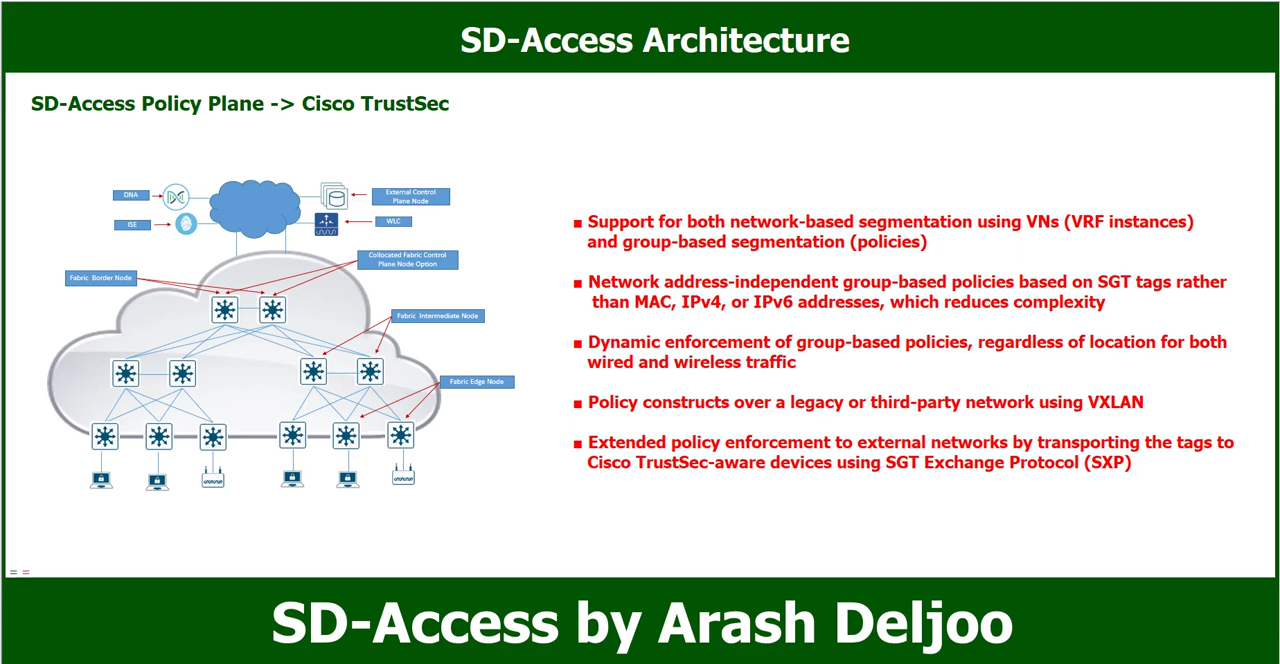 SD-Access Architecture
SD-Access Policy Plane -> Cisco TrustSec
DNA
External Control
Plane Node
ISE
WLC
Collocated Fabric Control
Plane Node Option
Fabric Border Node
Fabric Intermediate Node
Fabric Edge Node
■ Support for both network-based segmentation using VNs (VRF instances)
and group-based segmentation (policies)
■ Network address-independent group-based policies based on SGT tags rather
than MAC, IPv4, or IPv6 addresses, which reduces complexity
■ Dynamic enforcement of group-based policies, regardless of location for both
wired and wireless traffic
■ Policy constructs over a legacy or third-party network using VXLAN
■ Extended policy enforcement to external networks by transporting the tags to
Cisco TrustSec-aware devices using SGT Exchange Protocol (SXP)
= =
SD-Access by Arash Deljoo